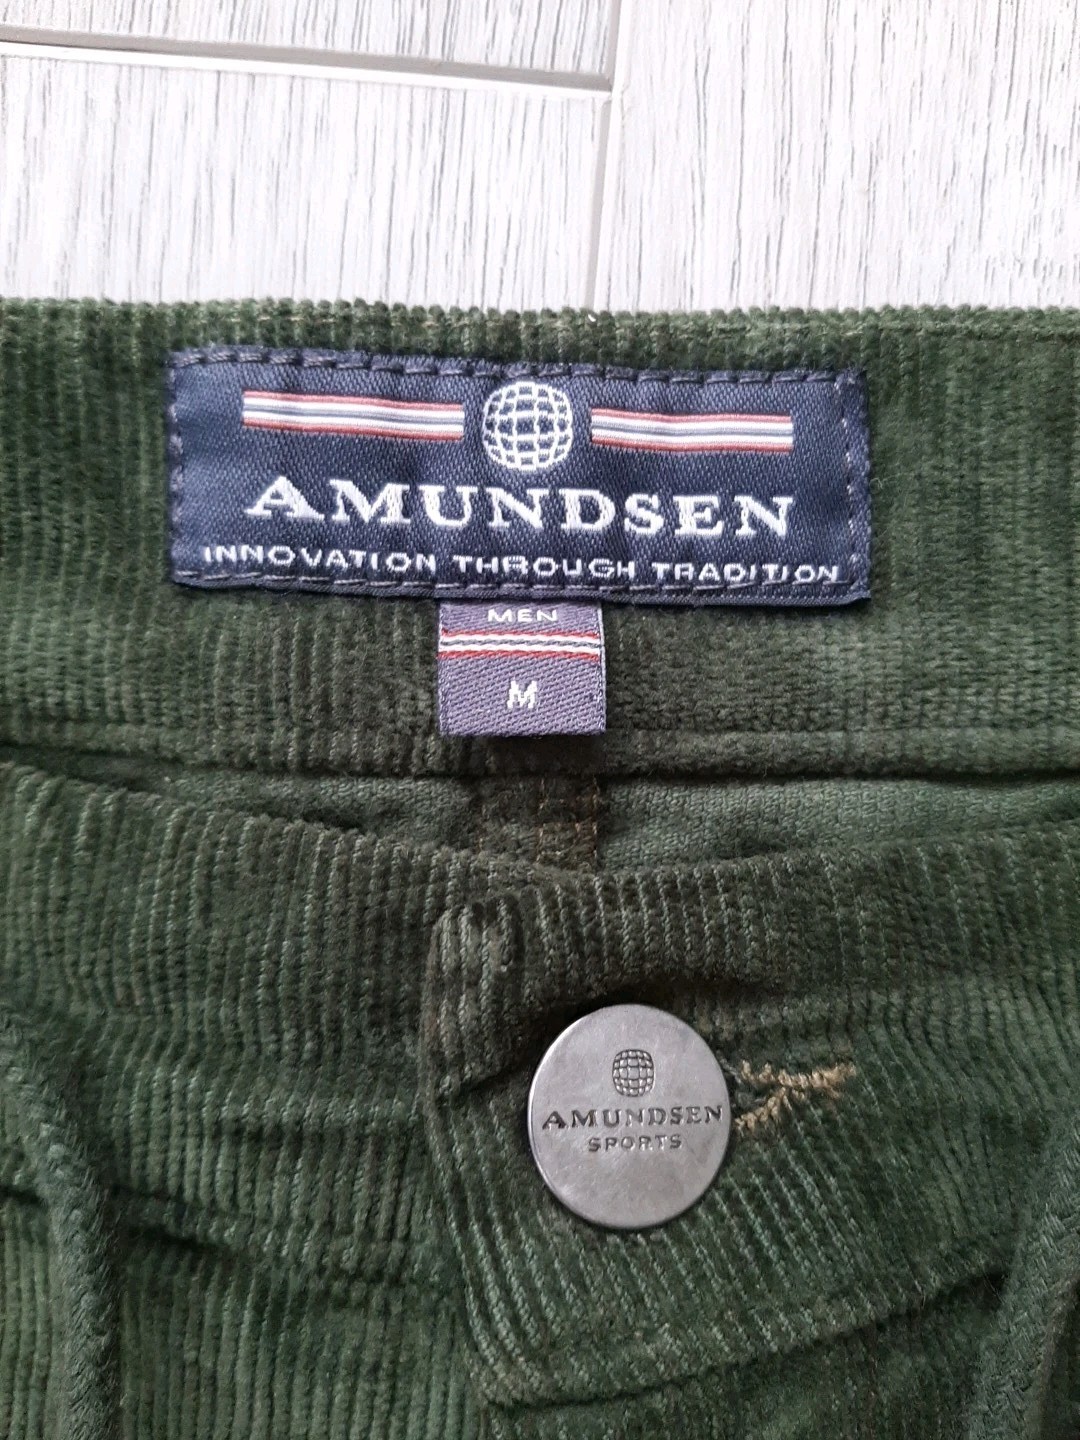 AMUNDSEN
INNOVATION THROUGH TRADITION
MEN
M
AMUNDSEN
SPORTS